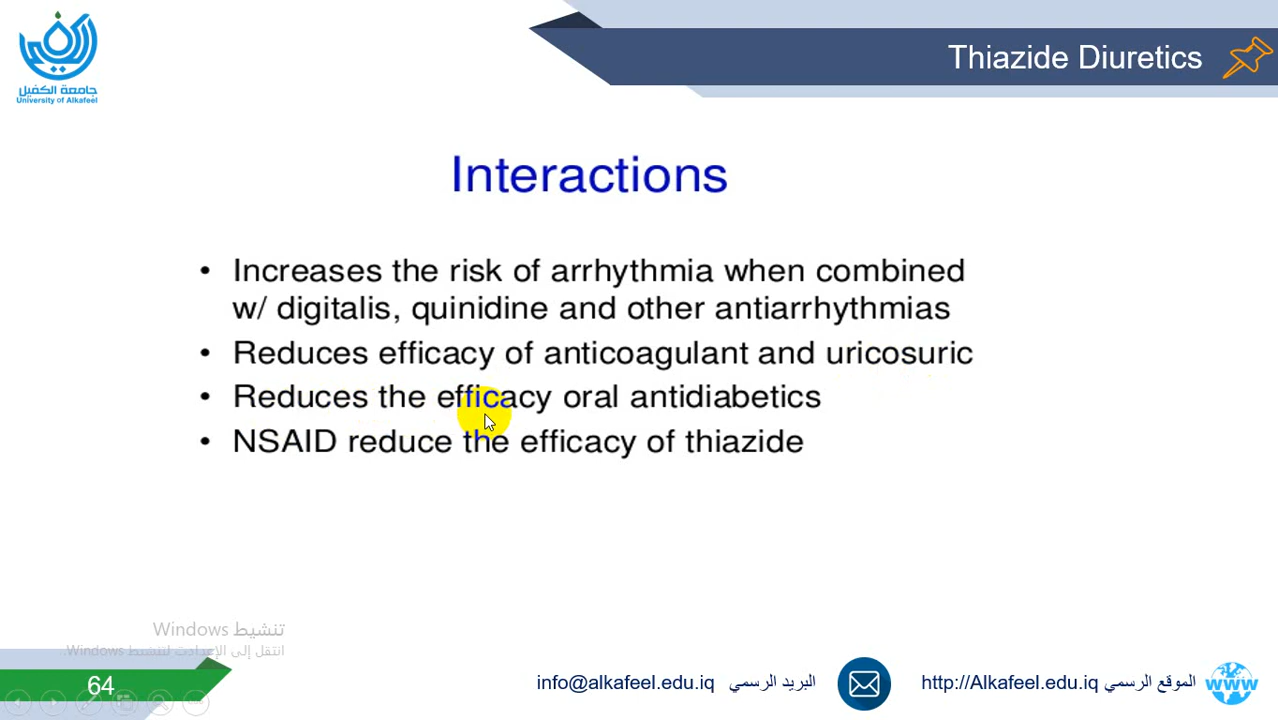 Thiazide Diuretics
جامعة الكفيل
University of Alkafeel
Interactions
• Increases the risk of arrhythmia when combined
w/ digitalis, quinidine and other antiarrhythmias
• Reduces efficacy of anticoagulant and uricosuric
• Reduces the efficacy oral antidiabetics
• NSAID reduce the efficacy of thiazide
تنشيط Windows
انتقل إلى الإعدادات لتنشيط Windows.
64
info@alkafeel.edu.iq البريد الرسمي
http://Alkafeel.edu.iq الموقع الرسمي
www